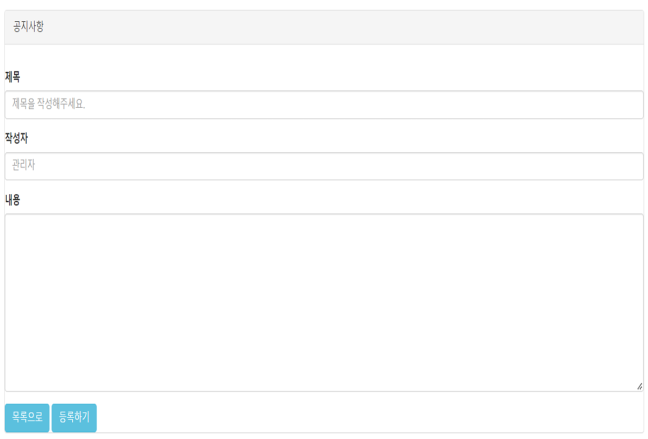 공지사항
제목
제목을 작성해주세요.
작성자
관리자
내용
목록으로 등록하기